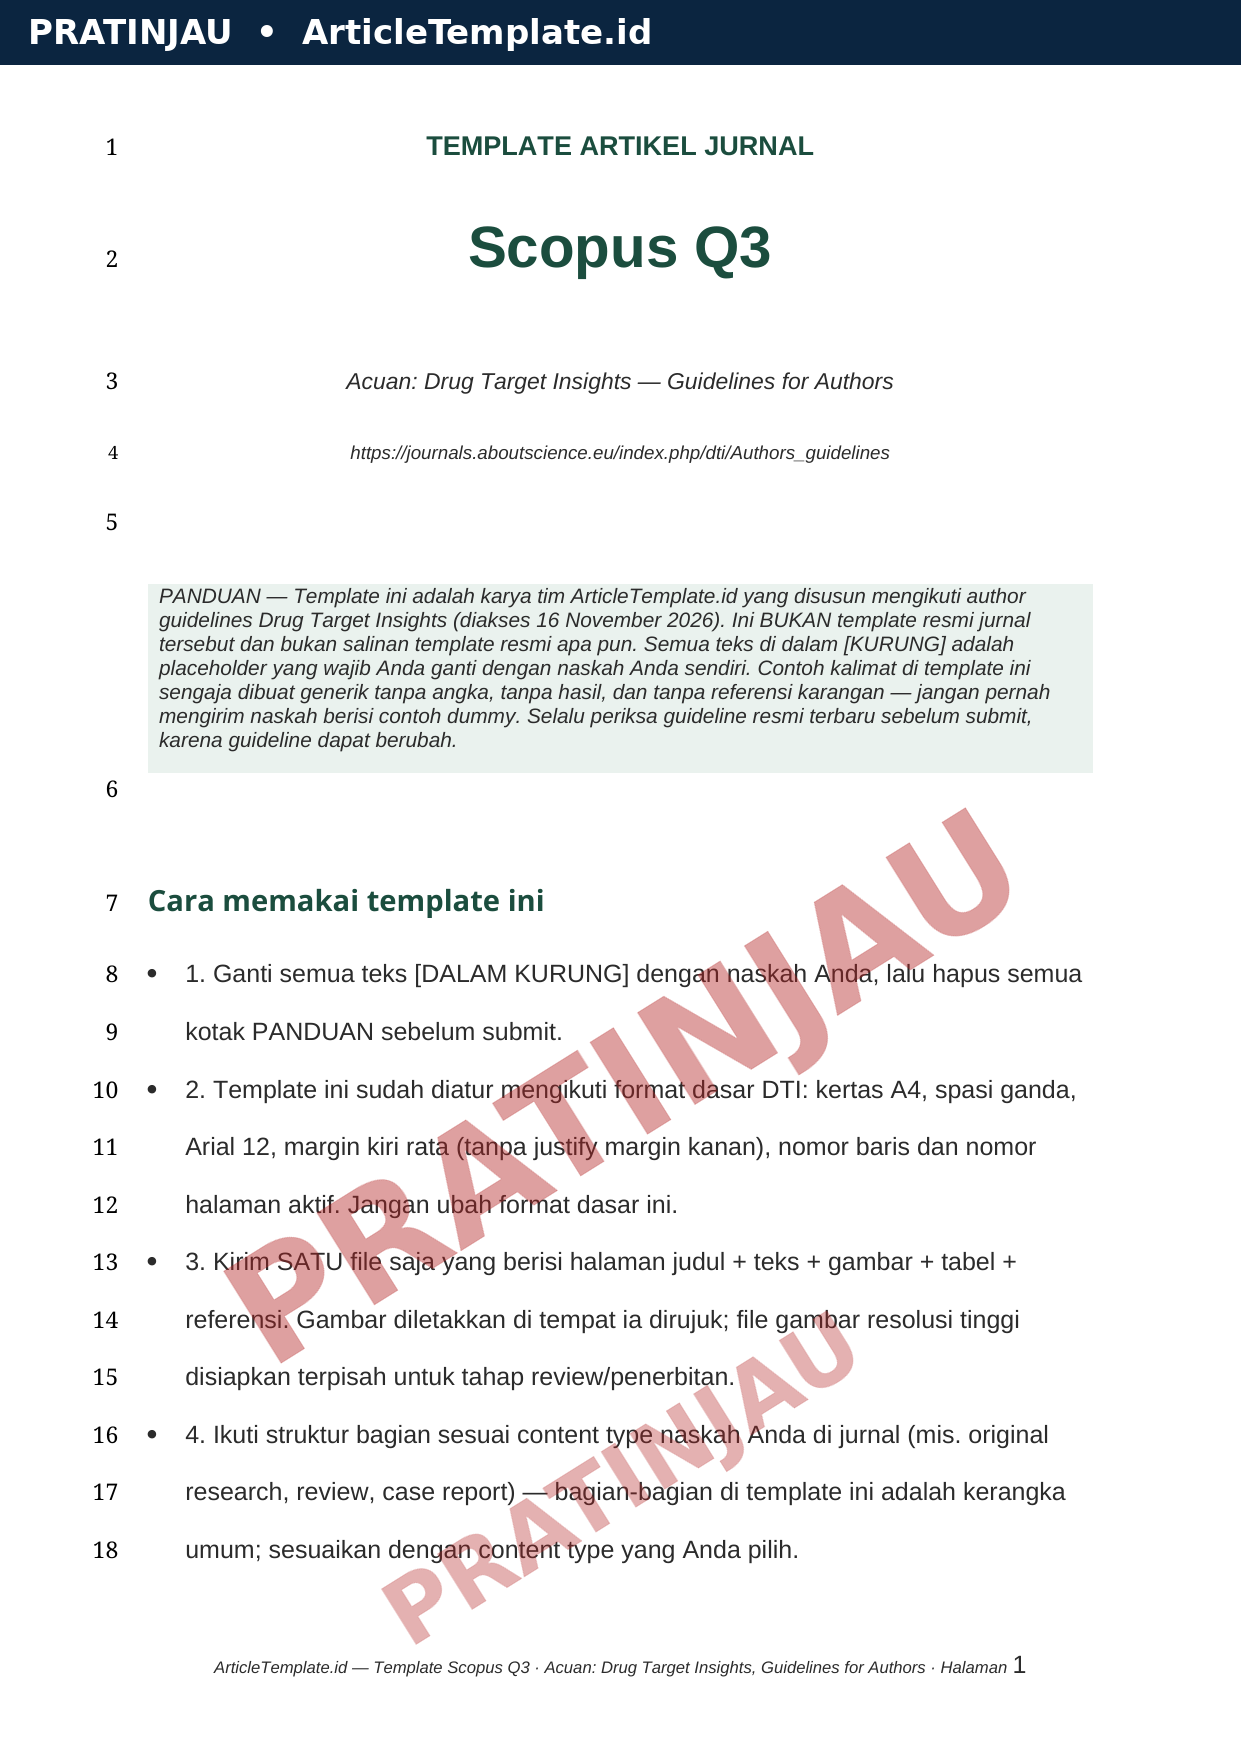 PRATINJAU • ArticleTemplate.id
1 TEMPLATE ARTIKEL JURNAL
2 Scopus Q3
3 Acuan: Drug Target Insights — Guidelines for Authors
4 https://journals.aboutscience.eu/index.php/dti/Authors_guidelines
5
PANDUAN — Template ini adalah karya tim ArticleTemplate.id yang disusun mengikuti author
guidelines Drug Target Insights (diakses 16 November 2026). Ini BUKAN template resmi jurnal
tersebut dan bukan salinan template resmi apa pun. Semua teks di dalam [KURUNG] adalah
placeholder yang wajib Anda ganti dengan naskah Anda sendiri. Contoh kalimat di template ini
sengaja dibuat generik tanpa angka, tanpa hasil, dan tanpa referensi karangan — jangan pernah
mengirim naskah berisi contoh dummy. Selalu periksa guideline resmi terbaru sebelum submit,
karena guideline dapat berubah.
6
7 Cara memakai template ini
8 • 1. Ganti semua teks [DALAM KURUNG] dengan naskah Anda, lalu hapus semua
9 kotak PANDUAN sebelum submit.
10 • 2. Template ini sudah diatur mengikuti format dasar DTI: kertas A4, spasi ganda,
11 Arial 12, margin kiri rata (tanpa justify margin kanan), nomor baris dan nomor
12 halaman aktif. Jangan ubah format dasar ini.
13 • 3. Kirim SATU file saja yang berisi halaman judul + teks + gambar + tabel +
14 referensi. Gambar diletakkan di tempat ia dirujuk; file gambar resolusi tinggi
15 disiapkan terpisah untuk tahap review/penerbitan.
16 • 4. Ikuti struktur bagian sesuai content type naskah Anda di jurnal (mis. original
17 research, review, case report) — bagian-bagian di template ini adalah kerangka
18 umum; sesuaikan dengan content type yang Anda pilih.
PRATINJAU
PRATINJAU
ArticleTemplate.id — Template Scopus Q3 · Acuan: Drug Target Insights, Guidelines for Authors · Halaman 1